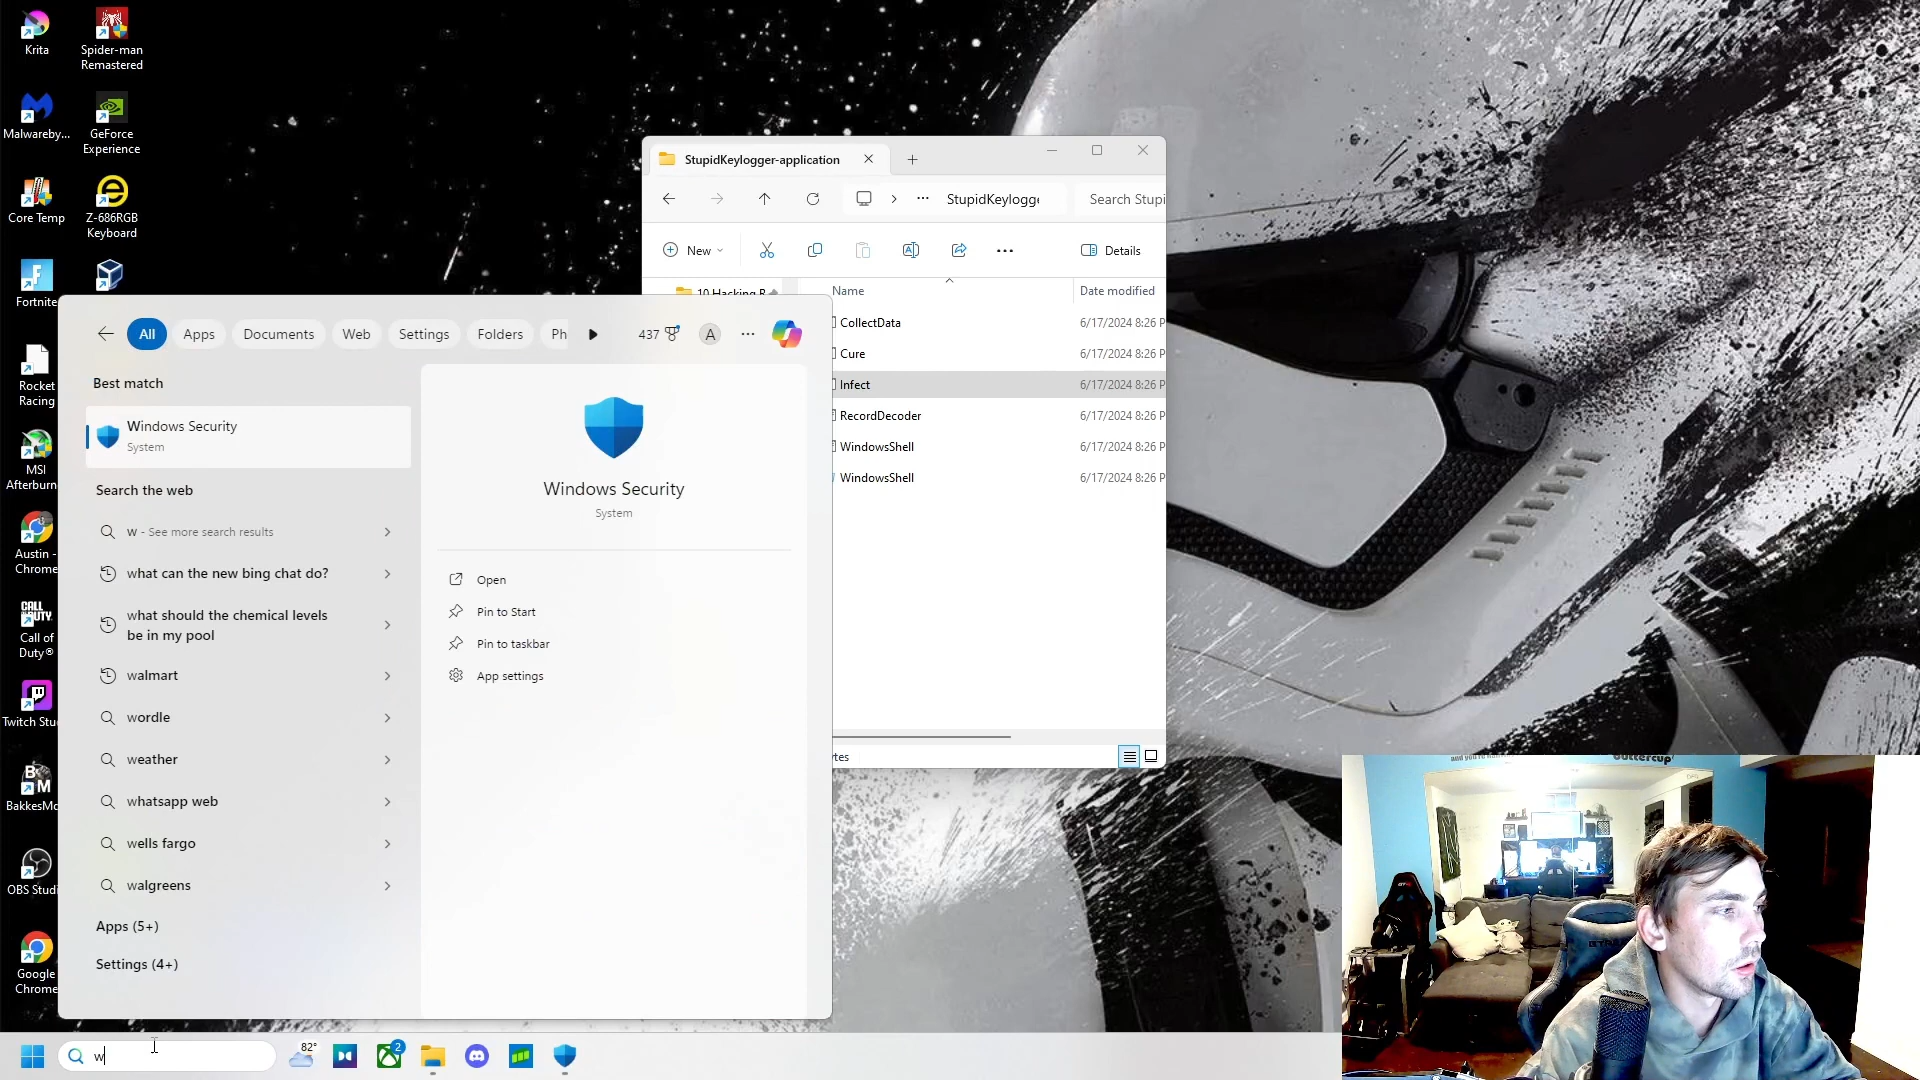 Krita
Spider-man
Remastered
Malwareby...
GeForce
Experience
Core Temp
Z-686RGB
Keyboard
Fortnite
Rocket
Racing
MSI
Afterburn
Austin -
Chrome
CALL
DUTY
Call of
Duty®
Twitch Stu
B
M
BakkesMo
OBS Studi
Google
Chrome
StupidKeylogger-application
StupidKeylogge
Search Stupi
New
Details
10 Hacking
Name
Date modified
CollectData
6/17/2024 8:26 P
Cure
6/17/2024 8:26 P
Infect
6/17/2024 8:26 P
RecordDecoder
6/17/2024 8:26 P
WindowsShell
6/17/2024 8:26 P
WindowsShell
6/17/2024 8:26 P
All
Apps
Documents
Web
Settings
Folders
Ph
437
A
Best match
Windows Security
System
Search the web
w - See more search results
what can the new bing chat do?
what should the chemical levels
be in my pool
walmart
wordle
weather
whatsapp web
wells fargo
walgreens
Apps (5+)
Settings (4+)
Windows Security
System
Open
Pin to Start
Pin to taskbar
App settings
w
82°
2
buttercup